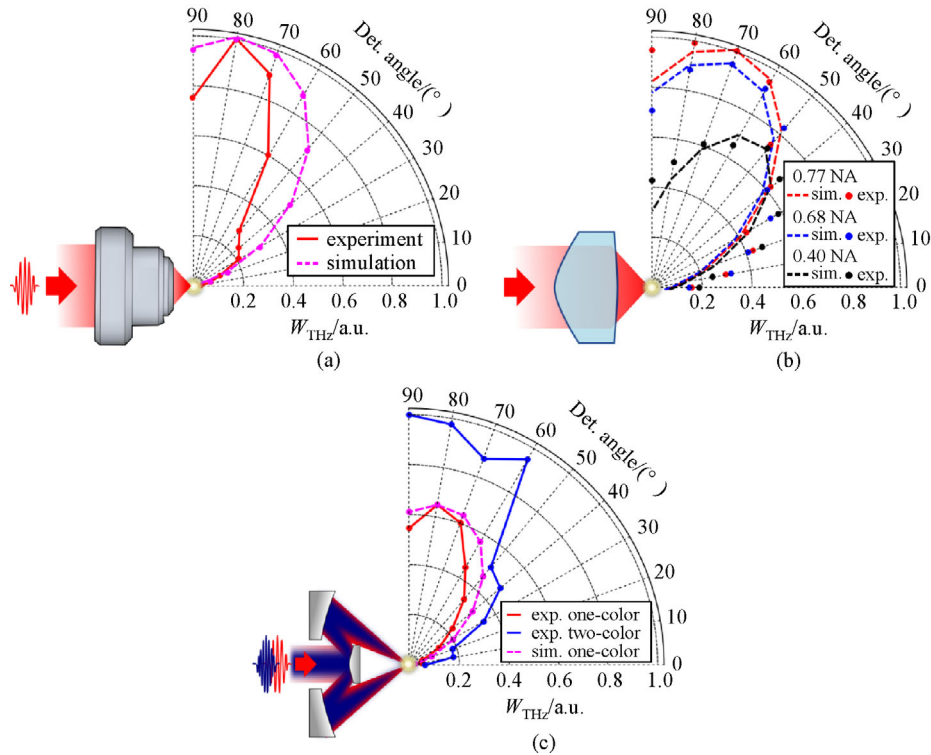 90
80
70
60
50
40
30
20
10
0
Det. angle/(°)
experiment
simulation
0.2 0.4 0.6 0.8 1.0
W_THz/a.u.
(a)
90
80
70
60
50
40
30
20
10
0
Det. angle/(°)
0.77 NA
sim. exp.
0.68 NA
sim. exp.
0.40 NA
sim. exp.
0.2 0.4 0.6 0.8 1.0
W_THz/a.u.
(b)
90
80
70
60
50
40
30
20
10
0
Det. angle/(°)
exp. one-color
exp. two-color
sim. one-color
0.2 0.4 0.6 0.8 1.0
W_THz/a.u.
(c)